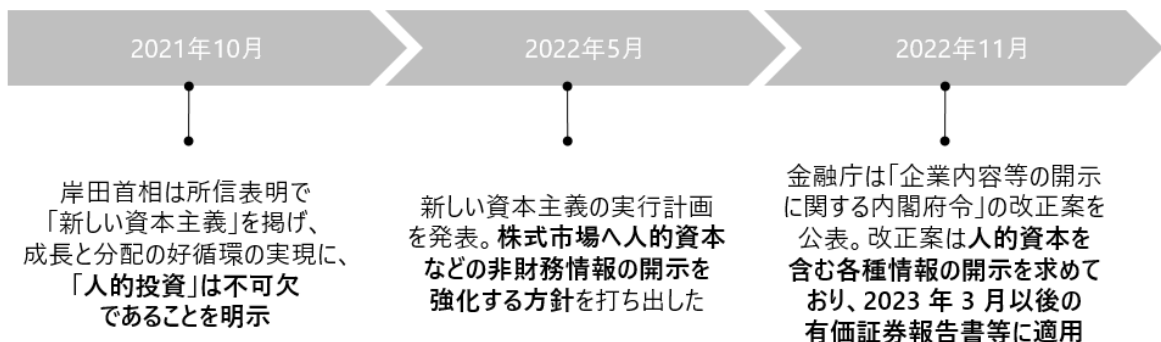 2021年10月
2022年5月
2022年11月
岸田首相は所信表明で
「新しい資本主義」を掲げ、
成長と分配の好循環の実現に、
「人的投資」は不可欠
であることを明示
新しい資本主義の実行計画
を発表。株式市場へ人的資本
などの非財務情報の開示を
強化する方針を打ち出した
金融庁は「企業内容等の開示
に関する内閣府令」の改正案を
公表。改正案は人的資本を
含む各種情報の開示を求めて
おり、2023 年 3 月以後の
有価証券報告書等に適用